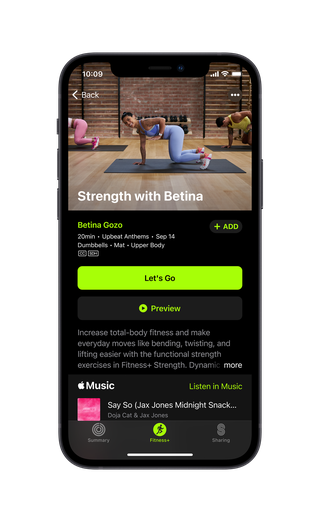 10:09
Back
Strength with Betina
Betina Gozo
+ ADD
20min • Upbeat Anthems • Sep 14
Dumbbells • Mat • Upper Body
CC SDH
Let's Go
Preview
Increase total-body fitness and make
everyday moves like bending, twisting, and
lifting easier with the functional strength
exercises in Fitness+ Strength. Dynamic more
Music
Listen in Music
Say So (Jax Jones Midnight Snack...
Doja Cat & Jax Jones
Summary
Fitness+
Sharing